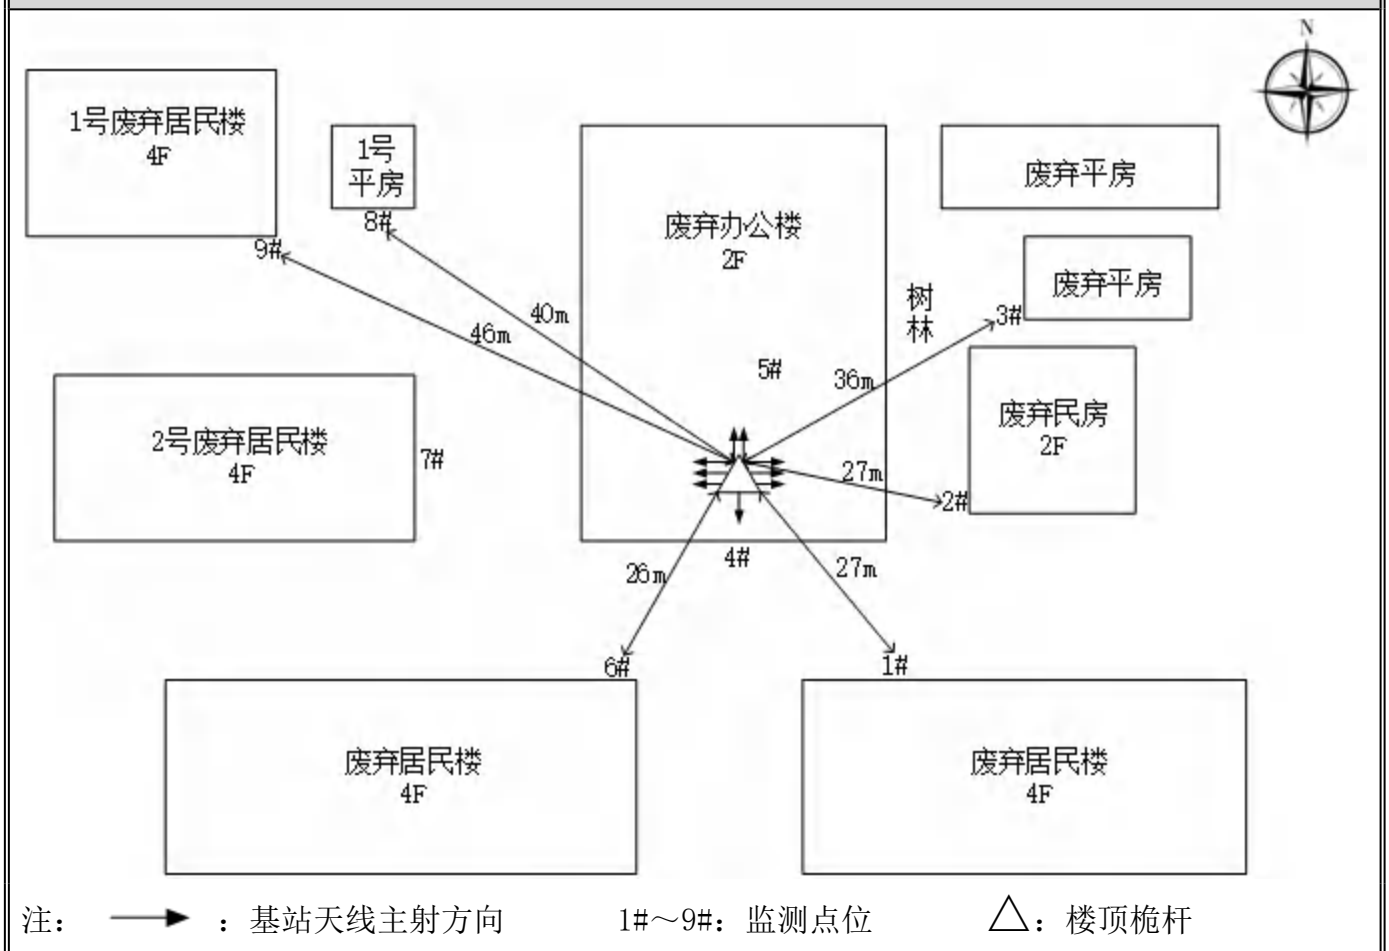 N
1号废弃居民楼
4F
1号
平房
8#
9#
废弃办公楼
2F
废弃平房
废弃平房
树
林
3#
40m
46m
5#
36m
废弃民房
2F
2号废弃居民楼
4F
7#
27m
2#
4#
26m
27m
6#
1#
废弃居民楼
4F
废弃居民楼
4F
注： ：基站天线主射方向 1#～9#：监测点位 △：楼顶桅杆